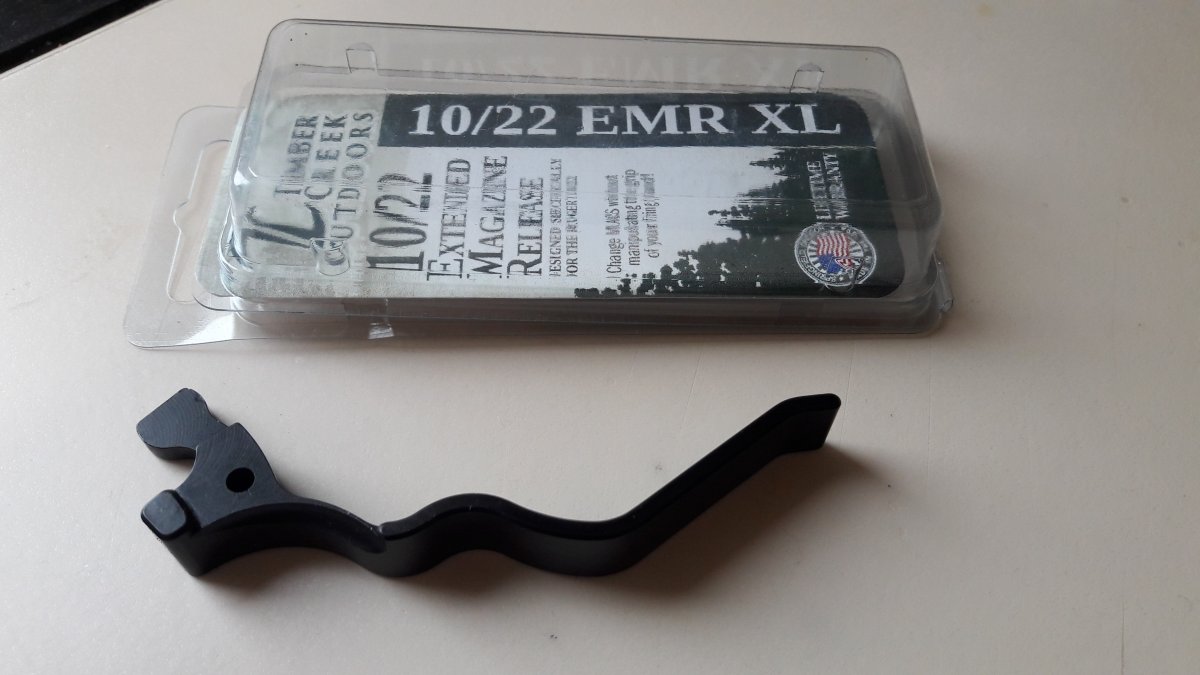 10/22 EMR XL
TIMBER
CREEK
OUTDOORS
10/22
EXTENDED
MAGAZINE
RELEASE
DESIGNED SPECIFICALLY
FOR THE RUGER 10/22
Change MAGS without
manipulating the grip
of your firing hand!
LIFETIME
WARRANTY